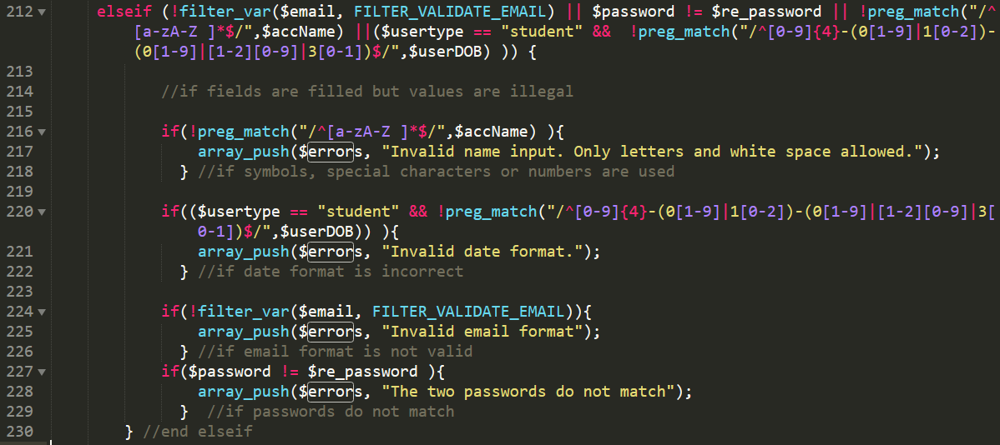 212 elseif (!filter_var($email, FILTER_VALIDATE_EMAIL) || $password != $re_password || !preg_match("/^
[a-zA-Z ]*$/",$accName) ||($usertype == "student" &&  !preg_match("/^[0-9]{4}-(0[1-9]|1[0-2])-
(0[1-9]|[1-2][0-9]|3[0-1])$/",$userDOB) )) {
213
214 //if fields are filled but values are illegal
215
216 if(!preg_match("/^[a-zA-Z ]*$/",$accName) ){
217 array_push($errors, "Invalid name input. Only letters and white space allowed.");
218 } //if symbols, special characters or numbers are used
219
220 if(($usertype == "student" && !preg_match("/^[0-9]{4}-(0[1-9]|1[0-2])-(0[1-9]|[1-2][0-9]|3[
0-1])$/",$userDOB)) ){
221 array_push($errors, "Invalid date format.");
222 } //if date format is incorrect
223
224 if(!filter_var($email, FILTER_VALIDATE_EMAIL)){
225 array_push($errors, "Invalid email format");
226 } //if email format is not valid
227 if($password != $re_password ){
228 array_push($errors, "The two passwords do not match");
229 }  //if passwords do not match
230 } //end elseif